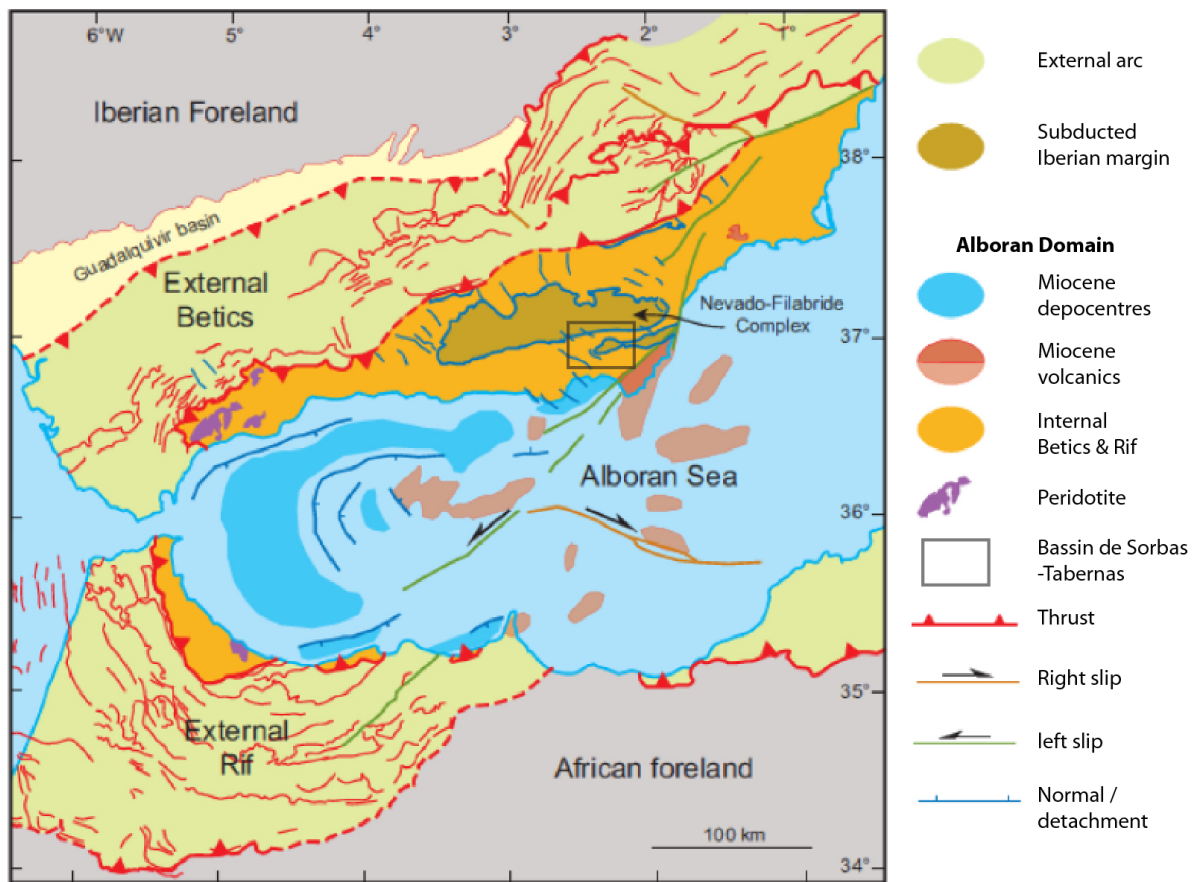 6°W
5°
4°
3°
2°
1°
Iberian Foreland
38°
Guadalquivir basin
External
Betics
Nevado-Filabride
Complex
37°
Alboran Sea
36°
35°
External
Rif
African foreland
100 km
34°
External arc
Subducted
Iberian margin
Alboran Domain
Miocene
depocentres
Miocene
volcanics
Internal
Betics & Rif
Peridotite
Bassin de Sorbas
-Tabernas
Thrust
Right slip
left slip
Normal /
detachment